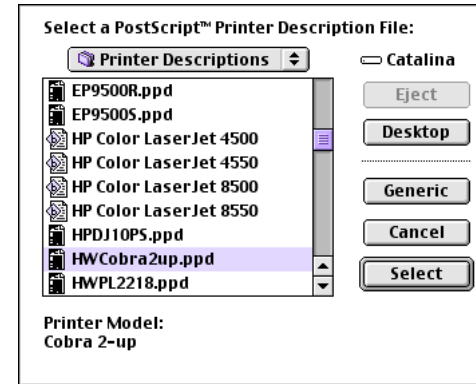 Select a PostScript™ Printer Description File:
Printer Descriptions
Catalina
EP9500R.ppd
EP9500S.ppd
HP Color LaserJet 4500
HP Color LaserJet 4550
HP Color LaserJet 8500
HP Color LaserJet 8550
HPDJ10PS.ppd
HWCobra2up.ppd
HWPL2218.ppd
Eject
Desktop
Generic
Cancel
Select
Printer Model:
Cobra 2-up